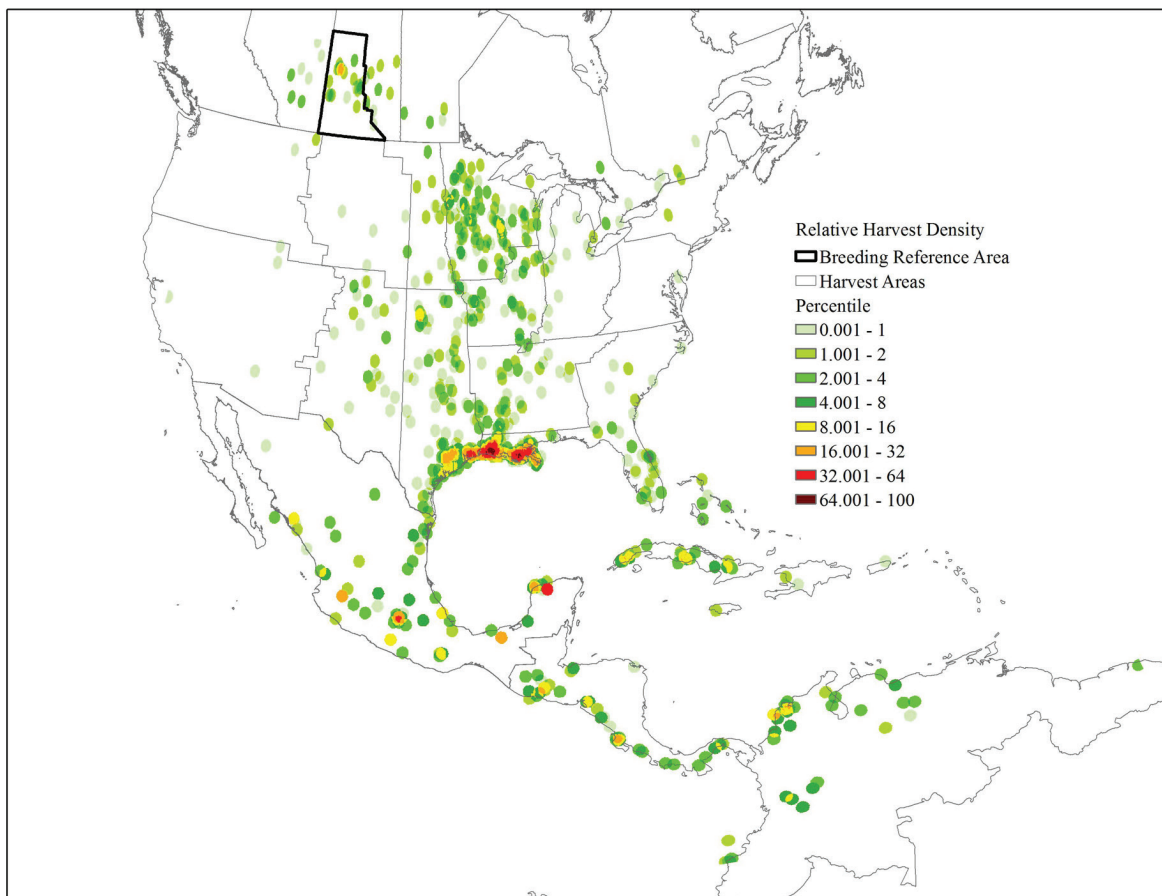 Relative Harvest Density
Breeding Reference Area
Harvest Areas
Percentile
0.001 - 1
1.001 - 2
2.001 - 4
4.001 - 8
8.001 - 16
16.001 - 32
32.001 - 64
64.001 - 100